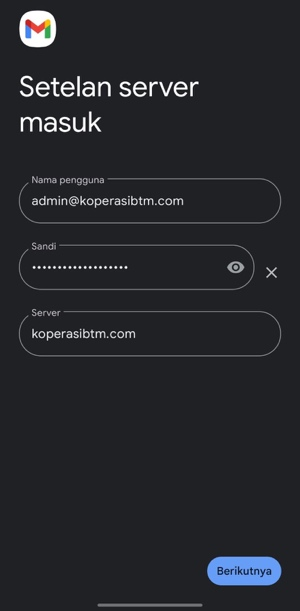 Setelan server
masuk
Nama pengguna
admin@koperasibtm.com
Sandi
•••••••••••••••••••
Server
koperasibtm.com
Berikutnya